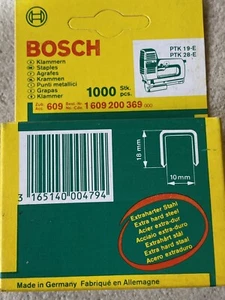 BOSCH
PTK 19-E
PTK 28-E
Klammern
Staples
Agrafes
Krammen
Punti metallici
Grapas
Klammer
1000 Stk.
pcs.
609
1 609 200 369
18 mm
10mm
3 165140 004794
Extraharter Stahl
Extra hard steel
Acier extra-dur
Acciaio extra-duro
Extrahårt stål
Extra hard staal
Acero extraduro
Made in Germany Fabriqué en Allemagne